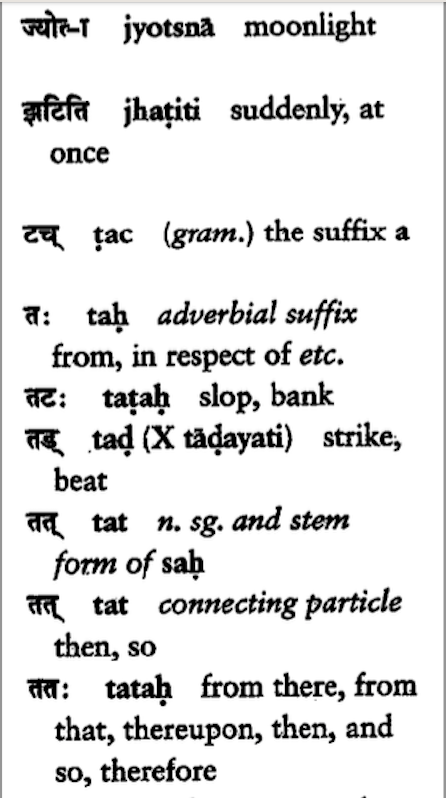 ज्योत्स्ना jyotsnā moonlight
झटिति jhaṭiti suddenly, at
once
टच् ṭac (gram.) the suffix a
तः taḥ adverbial suffix
from, in respect of etc.
तटः taṭaḥ slop, bank
तड् taḍ (X tāḍayati) strike,
beat
तत् tat n. sg. and stem
form of saḥ
तत् tat connecting particle
then, so
ततः tataḥ from there, from
that, thereupon, then, and
so, therefore